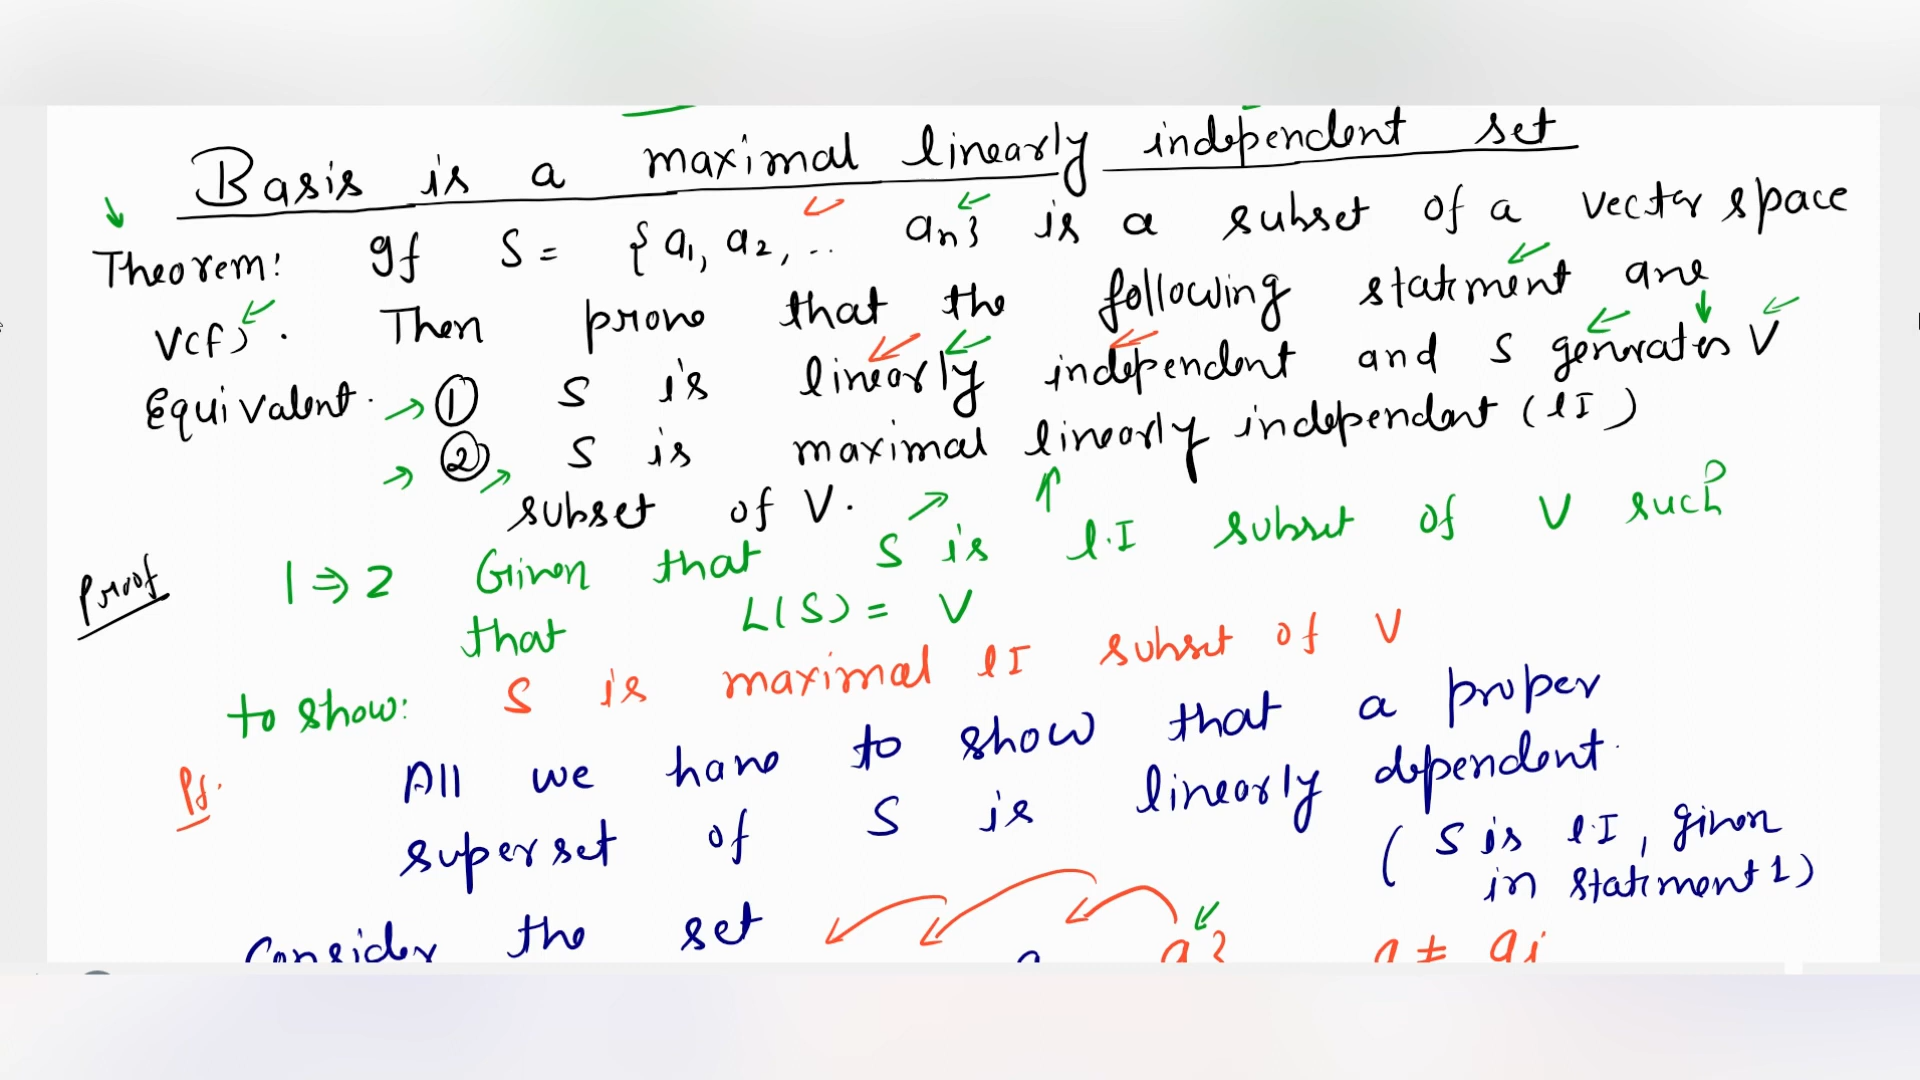 Basis is a maximal linearly independent set
Theorem: If S = {a1, a2, .. an} is a subset of a vector space
V(F). Then prove that the following statement are
Equivalent. → ① S is linearly independent and S generates V
→ ② S is maximal linearly independent (lI)
subset of V.
Proof 1 ⇒ 2 Given that S is l.I subset of V such
that L(S) = V
to show: S is maximal lI subset of V
Pf. All we have to show that a proper
superset of S is linearly dependent.
( S is l.I, given
in statement 1)
Consider the set